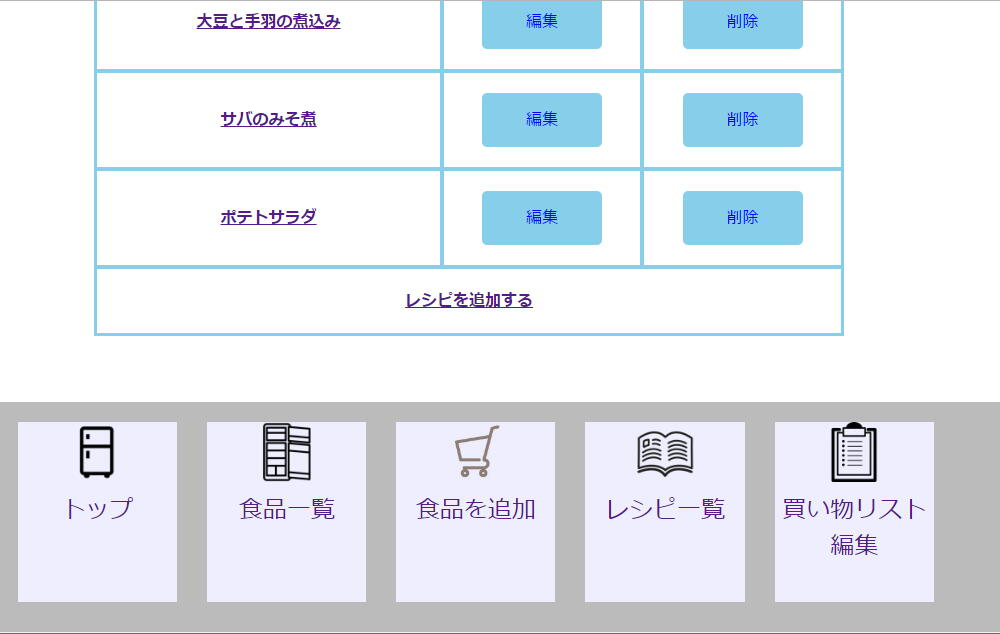 大豆と手羽の煮込み 編集 削除
サバのみそ煮 編集 削除
ポテトサラダ 編集 削除
レシピを追加する
トップ 食品一覧 食品を追加 レシピ一覧 買い物リスト
編集